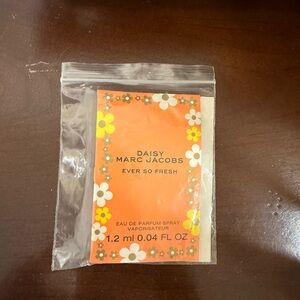 DAISY
MARC JACOBS
EVER SO FRESH
EAU DE PARFUM SPRAY
VAPORISATEUR
1.2 ml 0.04 FL OZ